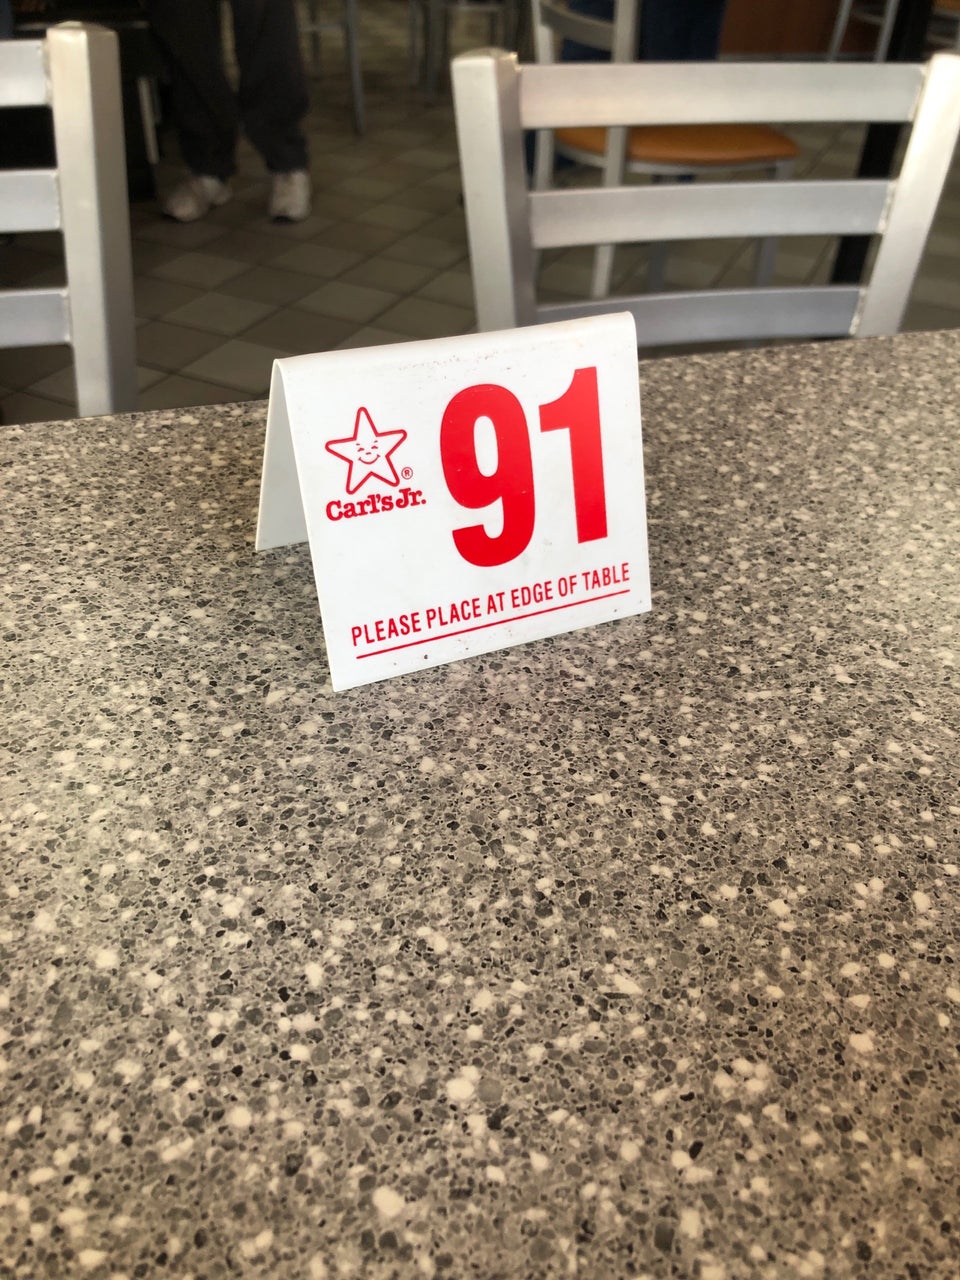 91
®
Carl's Jr.
PLEASE PLACE AT EDGE OF TABLE